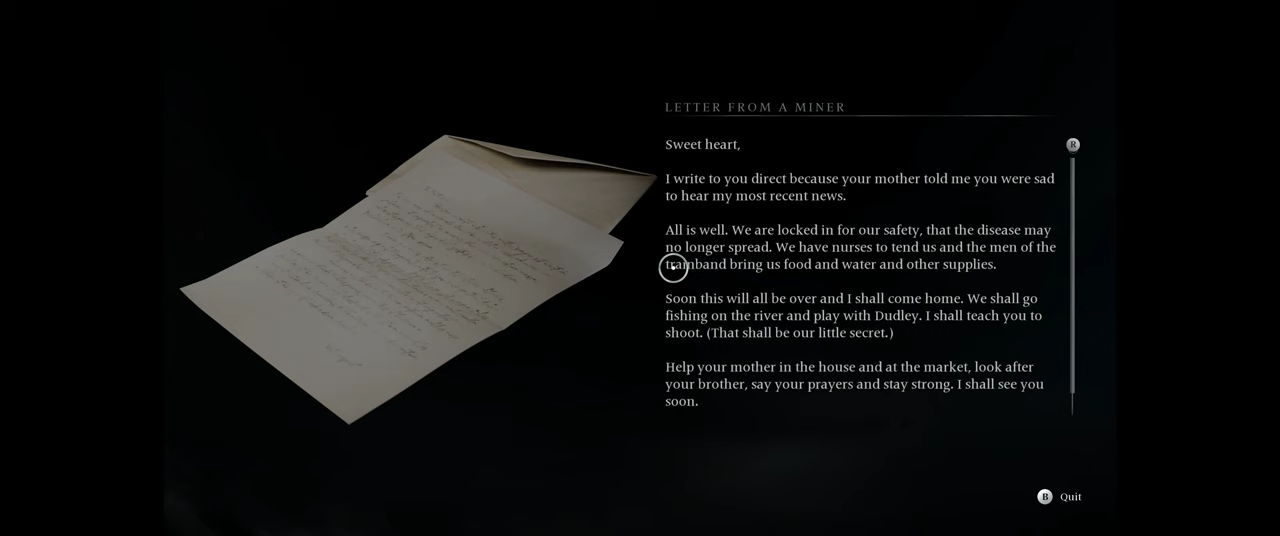 LETTER FROM A MINER
Sweet heart,
I write to you direct because your mother told me you were sad
to hear my most recent news.
All is well. We are locked in for our safety, that the disease may
no longer spread. We have nurses to tend us and the men of the
trainband bring us food and water and other supplies.
Soon this will all be over and I shall come home. We shall go
fishing on the river and play with Dudley. I shall teach you to
shoot. (That shall be our little secret.)
Help your mother in the house and at the market, look after
your brother, say your prayers and stay strong. I shall see you
soon.
R
B Quit